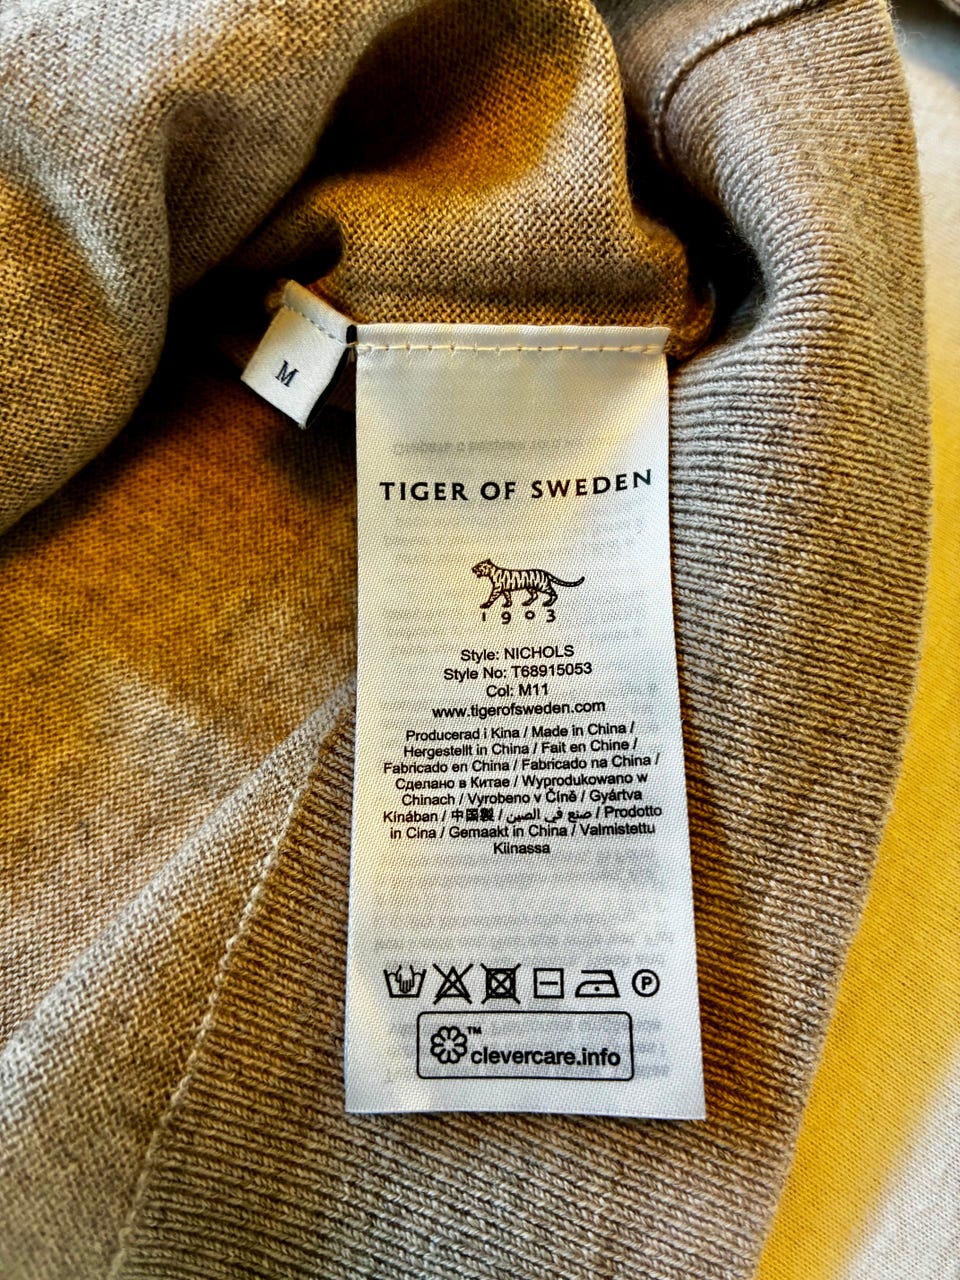 M
TIGER OF SWEDEN
1903
Style: NICHOLS
Style No: T68915053
Col: M11
www.tigerofsweden.com
Producerad i Kina / Made in China /
Hergestellt in China / Fait en Chine /
Fabricado en China / Fabricado na China /
Сделано в Китае / Wyprodukowano w
Chinach / Vyrobeno v Číně / Gyártva
Kínában / 中国製 / صنع في الصين / Prodotto
in Cina / Gemaakt in China / Valmistettu
Kiinassa
P
™
clevercare.info